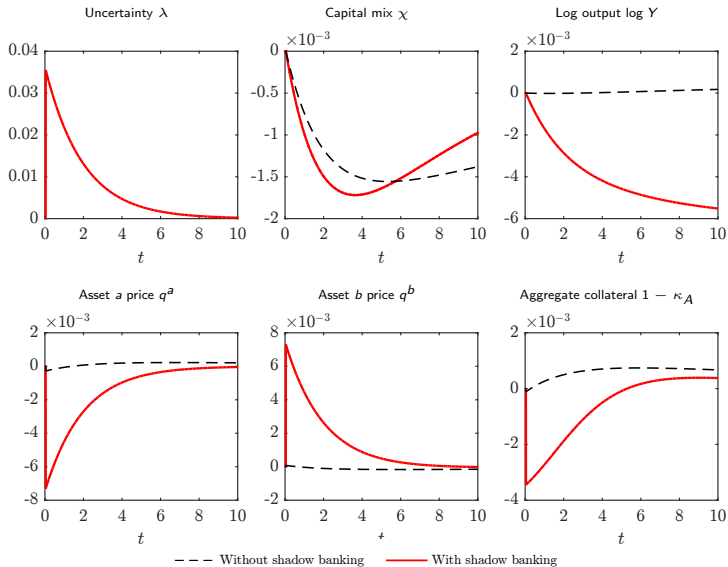 Uncertainty λ
Capital mix χ
Log output log Y
0.04
0.03
0.02
0.01
0
0 2 4 6 8 10
t
×10⁻³
0
-0.5
-1
-1.5
-2
0 2 4 6 8 10
t
×10⁻³
2
0
-2
-4
-6
0 2 4 6 8 10
t
Asset a price qᵃ
Asset b price qᵇ
Aggregate collateral 1 − κ_A
×10⁻³
2
0
-2
-4
-6
-8
0 2 4 6 8 10
t
×10⁻³
8
6
4
2
0
-2
0 2 4 6 8 10
t
×10⁻³
2
0
-2
-4
0 2 4 6 8 10
t
Without shadow banking
With shadow banking